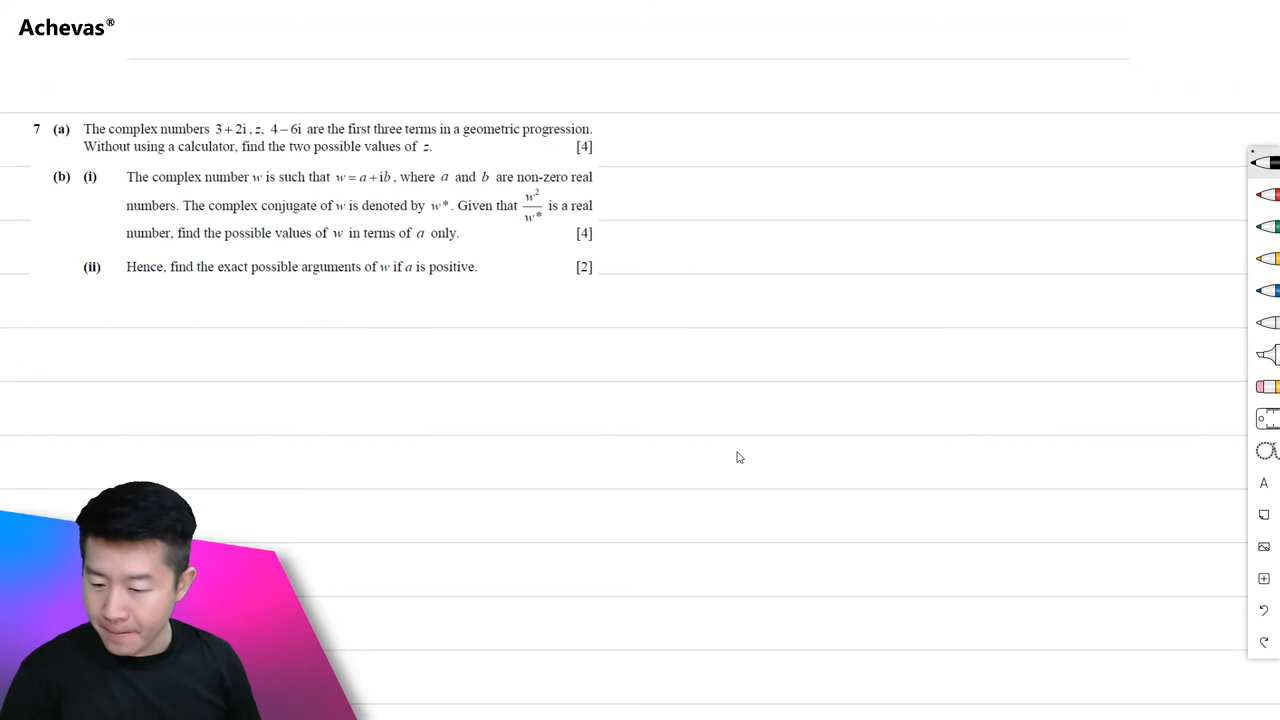 Achevas®
7 (a) The complex numbers 3 + 2i, z, 4 − 6i are the first three terms in a geometric progression.
Without using a calculator, find the two possible values of z. [4]
(b) (i) The complex number w is such that w = a + ib, where a and b are non-zero real
numbers. The complex conjugate of w is denoted by w*. Given that w²/w* is a real
number, find the possible values of w in terms of a only. [4]
(ii) Hence, find the exact possible arguments of w if a is positive. [2]
A